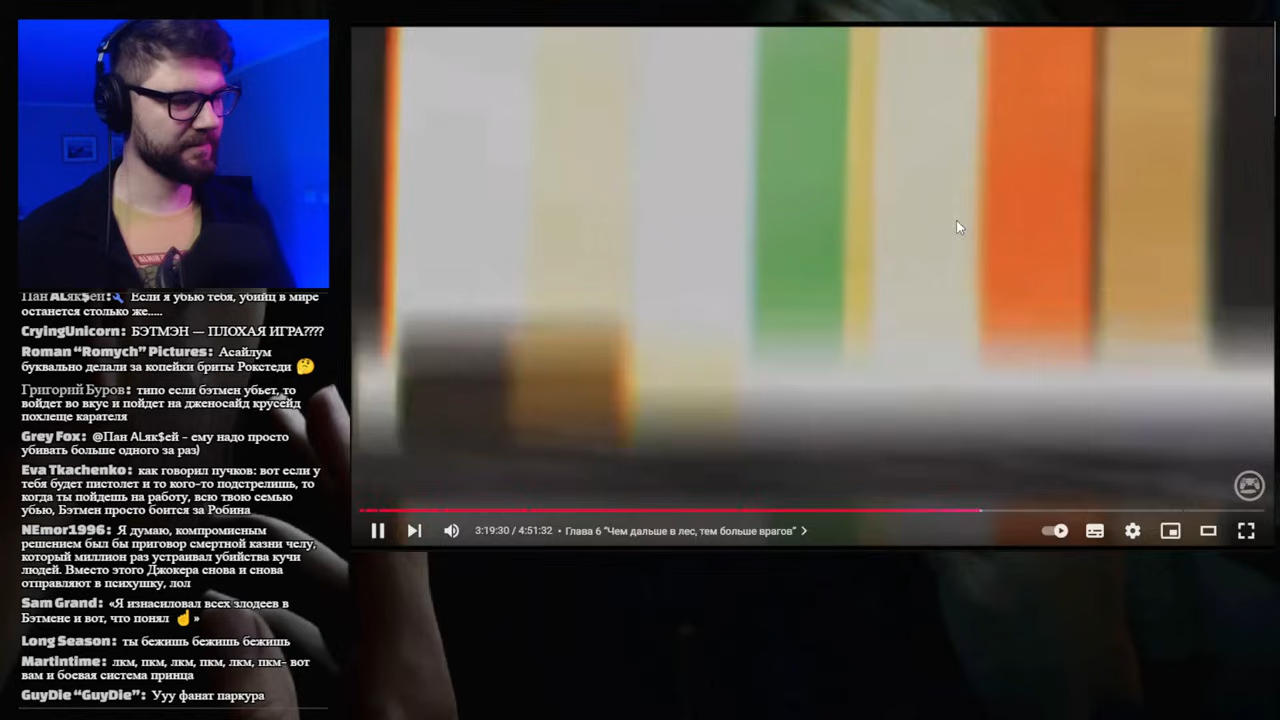 Пан ALяк$ей: Если я убью тебя, убийц в мире
останется столько же.....
CryingUnicorn: БЭТМЭН — ПЛОХАЯ ИГРА????
Roman “Romych” Pictures: Асайлум
буквально делали за копейки бриты Рокстеди
Григорий Буров: типо если бэтмен убьет, то
войдет во вкус и пойдет на дженосайд крусейд
похлеще карателя
Grey Fox: @Пан ALяк$ей - ему надо просто
убивать больше одного за раз)
Eva Tkachenko: как говорил пучков: вот если у
тебя будет пистолет и то кого-то подстрелишь, то
когда ты пойдешь на работу, всю твою семью
убью, Бэтмен просто боится за Робина
NEmor1996: Я думаю, компромисным
решением был бы приговор смертной казни челу,
который миллион раз устраивал убийства кучи
людей. Вместо этого Джокера снова и снова
отправляют в психушку, лол
Sam Grand: «Я изнасиловал всех злодеев в
Бэтмене и вот, что понял ☝»
Long Season: ты бежишь бежишь бежишь
Martintime: лкм, пкм, лкм, пкм, лкм, пкм- вот
вам и боевая система принца
GuyDie “GuyDie”: Ууу фанат паркура
3:19:30 / 4:51:32 • Глава 6 "Чем дальше в лес, тем больше врагов" >